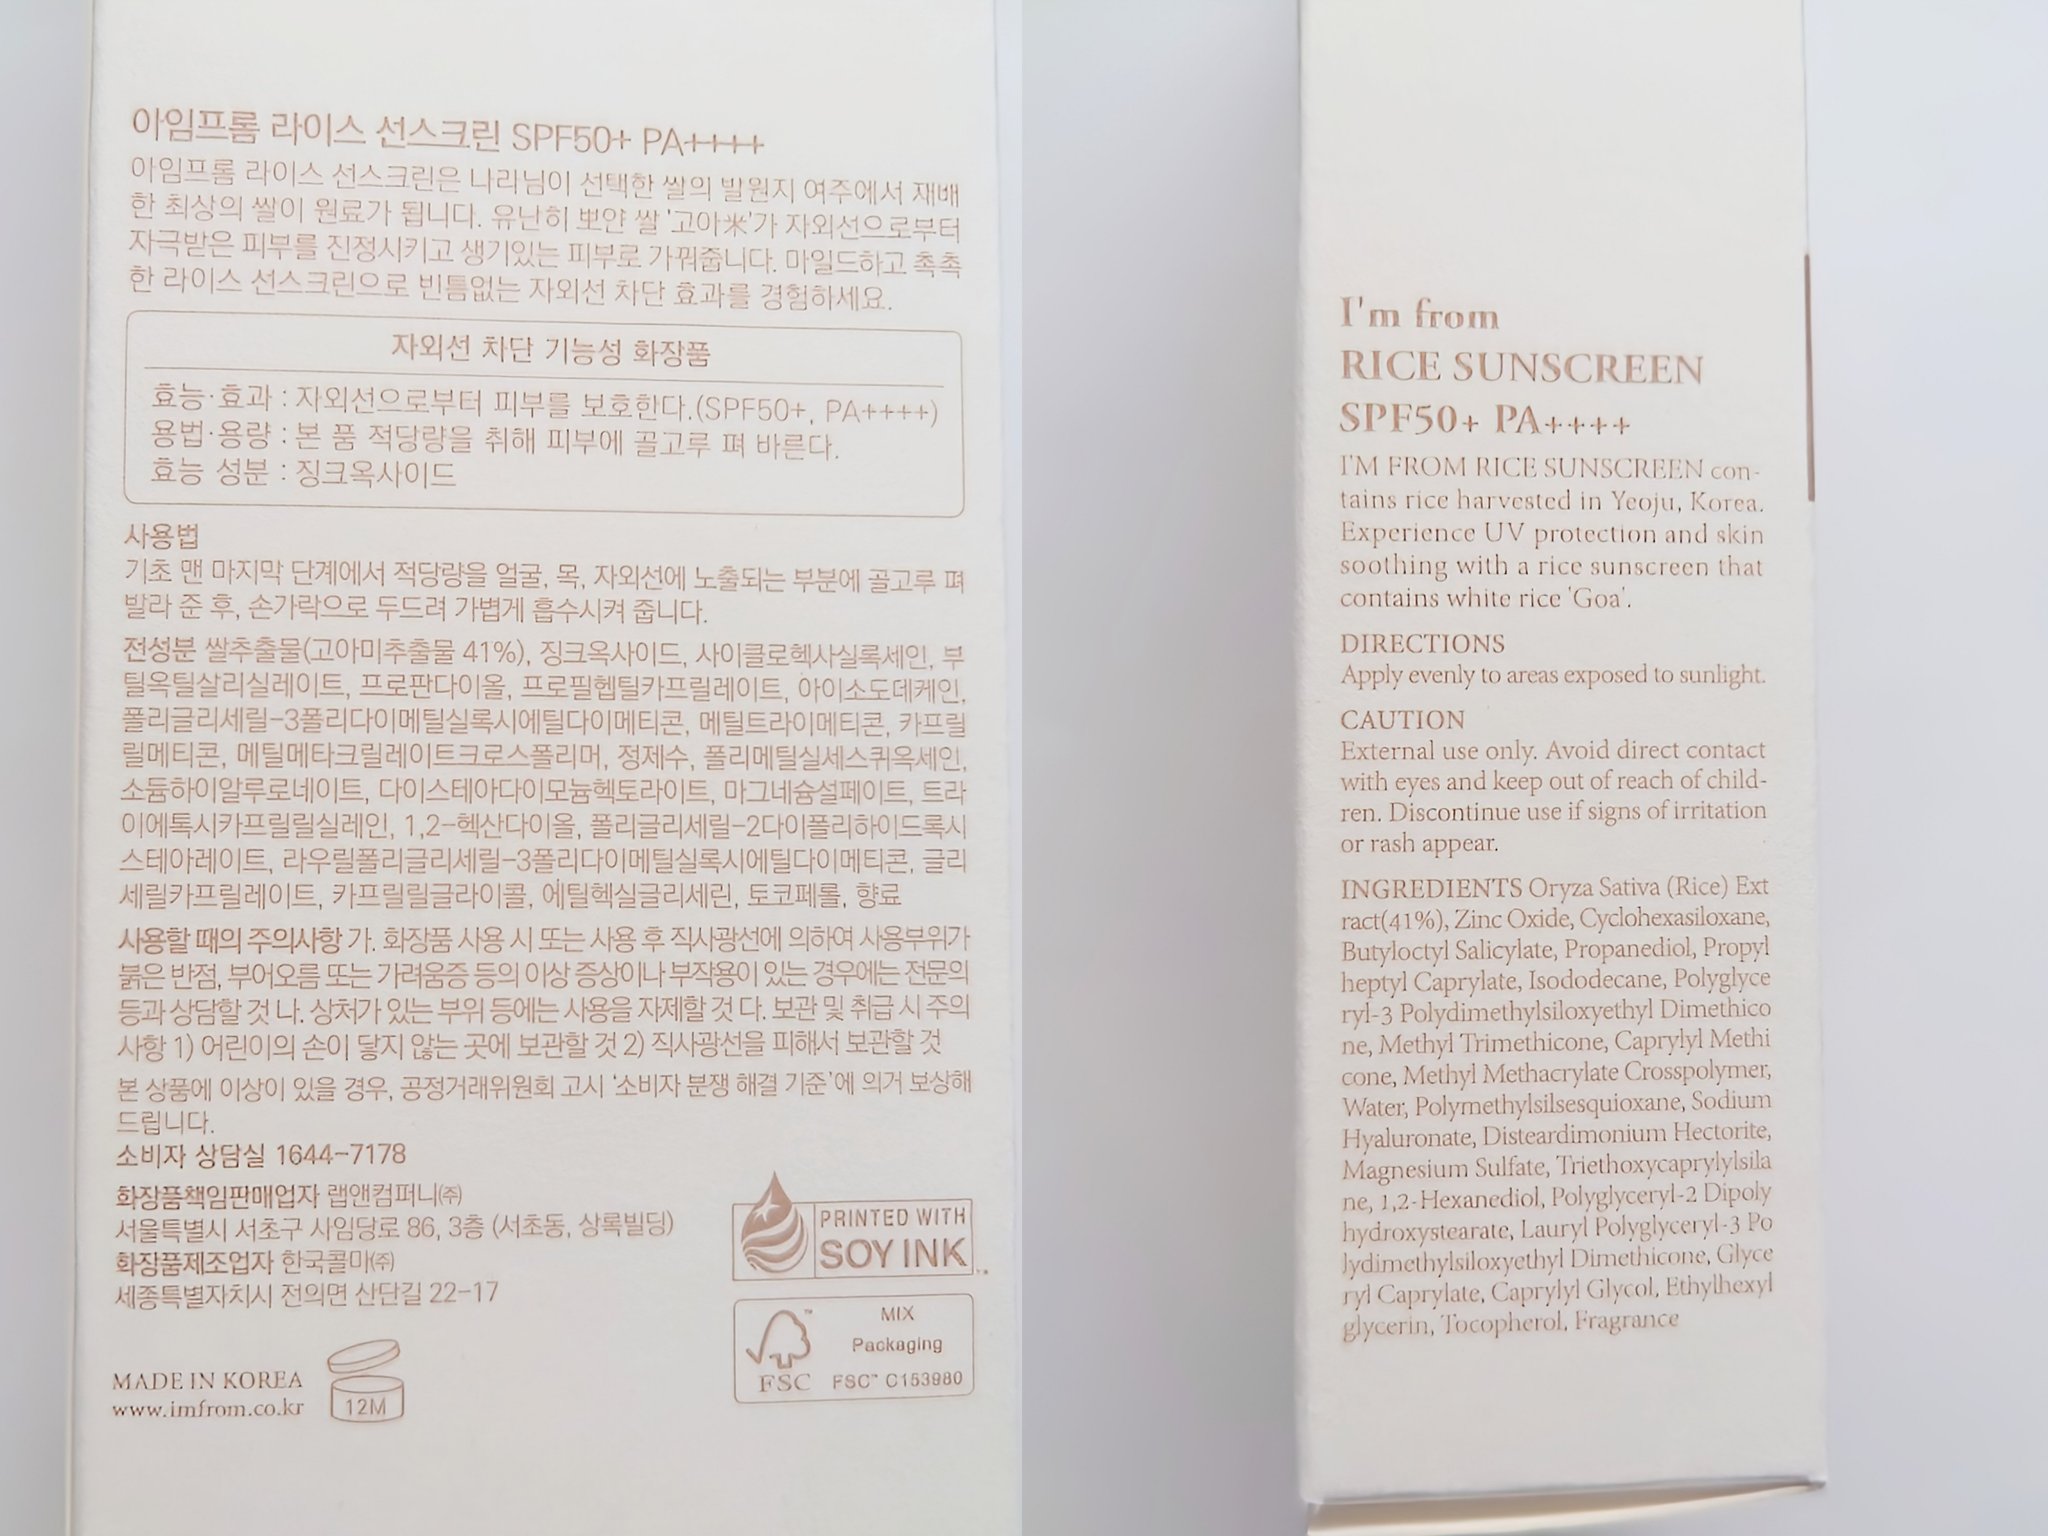 아임프롬 라이스 선스크린 SPF50+ PA++++
아임프롬 라이스 선스크린은 나리님이 선택한 쌀의 발원지 여주에서 재배
한 최상의 쌀이 원료가 됩니다. 유난히 뽀얀 쌀 '고아米'가 자외선으로부터
자극받은 피부를 진정시키고 생기있는 피부로 가꿔줍니다. 마일드하고 촉촉
한 라이스 선스크린으로 빈틈없는 자외선 차단 효과를 경험하세요.
자외선 차단 기능성 화장품
효능·효과 : 자외선으로부터 피부를 보호한다.(SPF50+, PA++++)
용법·용량 : 본 품 적당량을 취해 피부에 골고루 펴 바른다.
효능 성분 : 징크옥사이드
사용법
기초 맨 마지막 단계에서 적당량을 얼굴, 목, 자외선에 노출되는 부분에 골고루 펴
발라 준 후, 손가락으로 두드려 가볍게 흡수시켜 줍니다.
전성분 쌀추출물(고아미추출물 41%), 징크옥사이드, 사이클로헥사실록세인, 부
틸옥틸살리실레이트, 프로판다이올, 프로필헵틸카프릴레이트, 아이소도데케인,
폴리글리세릴-3폴리다이메틸실록시에틸다이메티콘, 메틸트라이메티콘, 카프릴
릴메티콘, 메틸메타크릴레이트크로스폴리머, 정제수, 폴리메틸실세스퀴옥세인,
소듐하이알루로네이트, 다이스테아다이모늄헥토라이트, 마그네슘설페이트, 트라
이에톡시카프릴릴실레인, 1,2-헥산다이올, 폴리글리세릴-2다이폴리하이드록시
스테아레이트, 라우릴폴리글리세릴-3폴리다이메틸실록시에틸다이메티콘, 글리
세릴카프릴레이트, 카프릴릴글라이콜, 에틸헥실글리세린, 토코페롤, 향료
사용할 때의 주의사항 가. 화장품 사용 시 또는 사용 후 직사광선에 의하여 사용부위가
붉은 반점, 부어오름 또는 가려움증 등의 이상 증상이나 부작용이 있는 경우에는 전문의
등과 상담할 것 나. 상처가 있는 부위 등에는 사용을 자제할 것 다. 보관 및 취급 시 주의
사항 1) 어린이의 손이 닿지 않는 곳에 보관할 것 2) 직사광선을 피해서 보관할 것
본 상품에 이상이 있을 경우, 공정거래위원회 고시 '소비자 분쟁 해결 기준'에 의거 보상해
드립니다.
소비자 상담실 1644-7178
화장품책임판매업자 랩앤컴퍼니㈜
서울특별시 서초구 사임당로 86, 3층 (서초동, 상록빌딩)
화장품제조업자 한국콜마㈜
세종특별자치시 전의면 산단길 22-17
MADE IN KOREA
www.imfrom.co.kr
12M
PRINTED WITH
SOY INK™
FSC™
MIX
Packaging
FSC™ C153980
I'm from
RICE SUNSCREEN
SPF50+ PA++++
I'M FROM RICE SUNSCREEN con-
tains rice harvested in Yeoju, Korea.
Experience UV protection and skin
soothing with a rice sunscreen that
contains white rice 'Goa'.
DIRECTIONS
Apply evenly to areas exposed to sunlight.
CAUTION
External use only. Avoid direct contact
with eyes and keep out of reach of child-
ren. Discontinue use if signs of irritation
or rash appear.
INGREDIENTS Oryza Sativa (Rice) Ext
ract(41%), Zinc Oxide, Cyclohexasiloxane,
Butyloctyl Salicylate, Propanediol, Propyl
heptyl Caprylate, Isododecane, Polyglyce
ryl-3 Polydimethylsiloxyethyl Dimethico
ne, Methyl Trimethicone, Caprylyl Methi
cone, Methyl Methacrylate Crosspolymer,
Water, Polymethylsilsesquioxane, Sodium
Hyaluronate, Disteardimonium Hectorite,
Magnesium Sulfate, Triethoxycaprylylsila
ne, 1,2-Hexanediol, Polyglyceryl-2 Dipoly
hydroxystearate, Lauryl Polyglyceryl-3 Po
lydimethylsiloxyethyl Dimethicone, Glyce
ryl Caprylate, Caprylyl Glycol, Ethylhexyl
glycerin, Tocopherol, Fragrance